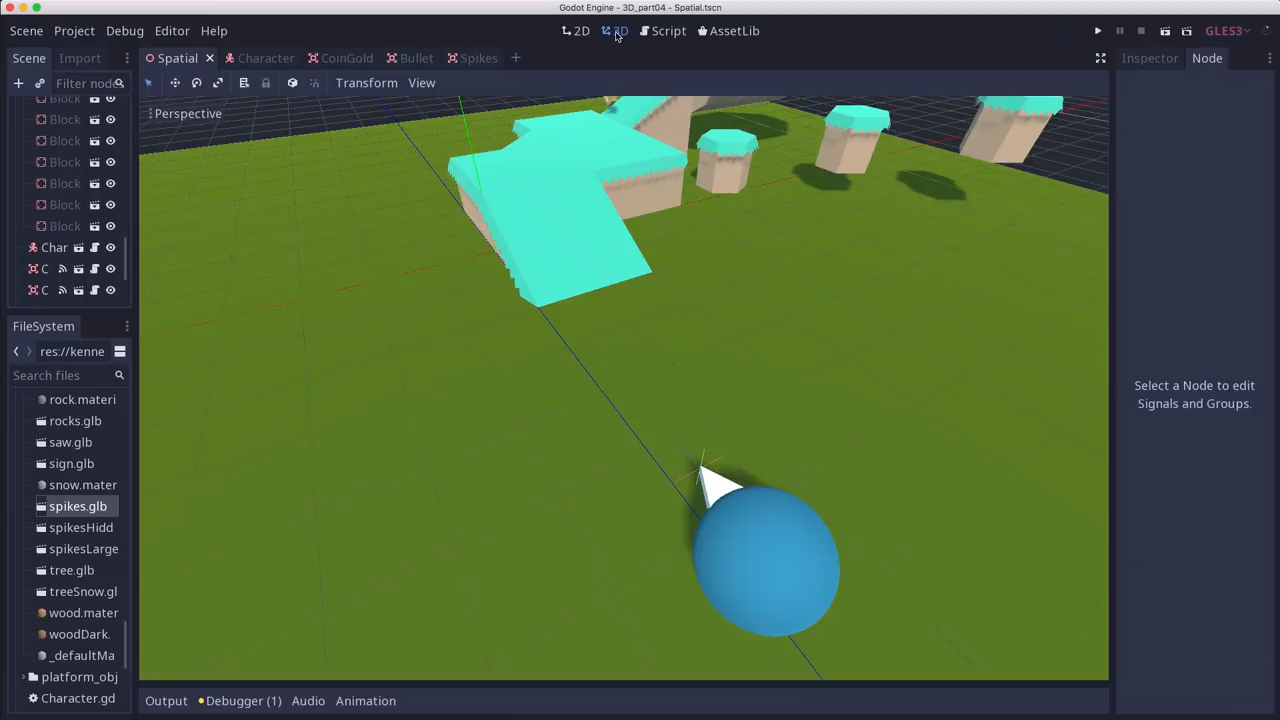 Godot Engine - 3D_part04 - Spatial.tscn
Scene Project Debug Editor Help 2D 3D Script AssetLib GLES3
Scene Import Spatial Character CoinGold Bullet Spikes Inspector Node
Filter node Transform View
Perspective
Block
Block
Block
Block
Block
Block
Block
Char
C
C
FileSystem
res://kenne
Search files
rock.materi
rocks.glb
saw.glb
sign.glb
snow.mater
spikes.glb
spikesHidd
spikesLarge
tree.glb
treeSnow.gl
wood.mater
woodDark.
_defaultMa
platform_obj
Character.gd
Select a Node to edit
Signals and Groups.
Output Debugger (1) Audio Animation